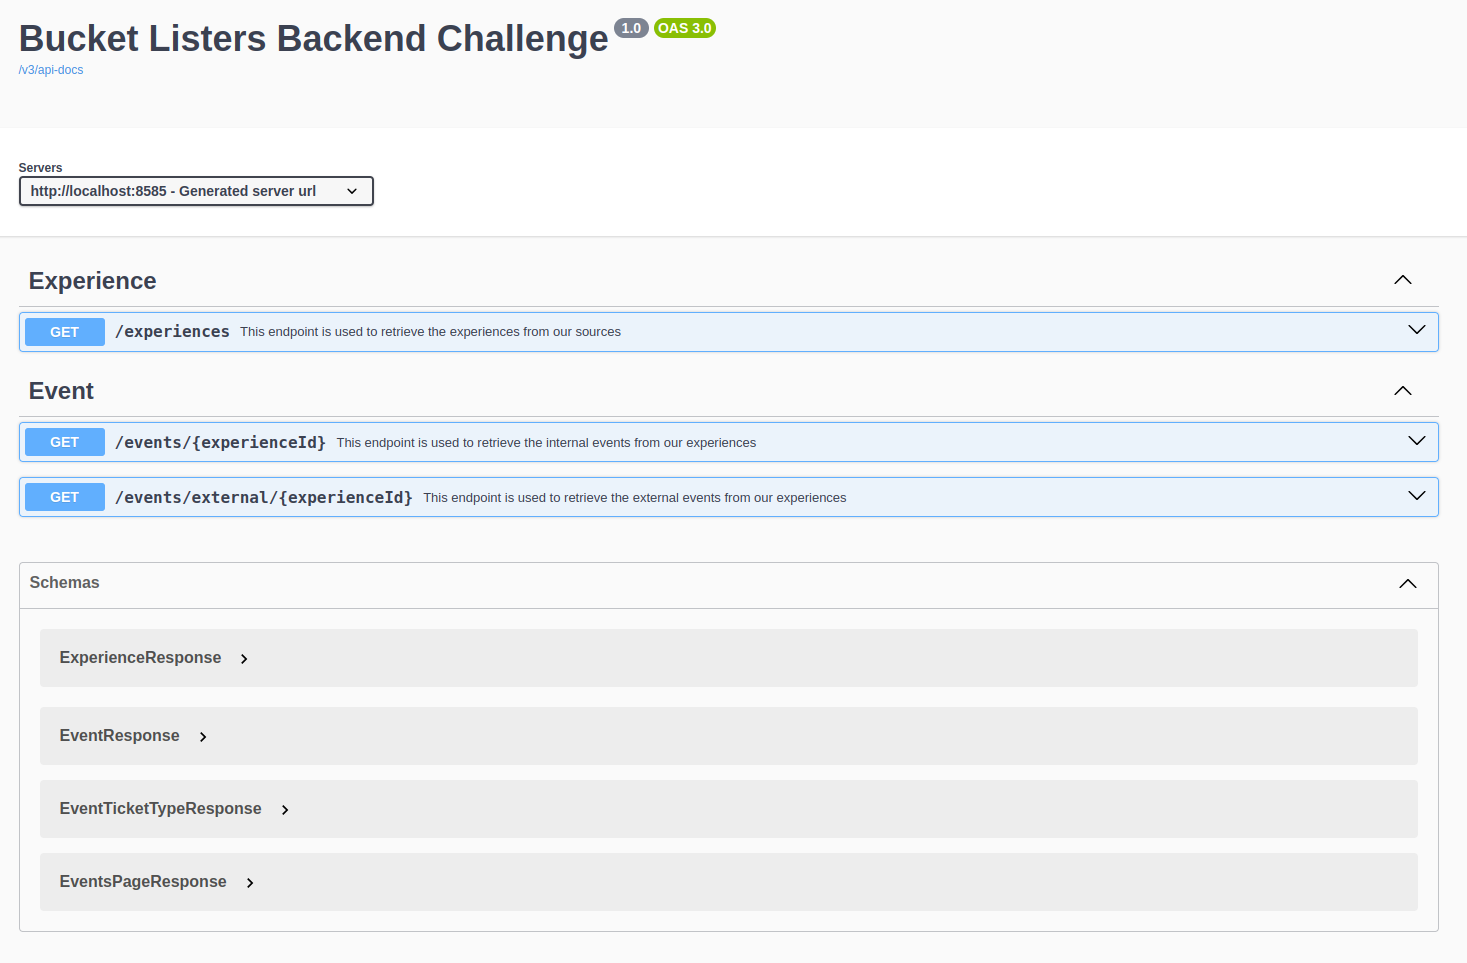 Bucket Listers Backend Challenge 1.0 OAS 3.0
/v3/api-docs
Servers
http://localhost:8585 - Generated server url
Experience
GET /experiences This endpoint is used to retrieve the experiences from our sources
Event
GET /events/{experienceId} This endpoint is used to retrieve the internal events from our experiences
GET /events/external/{experienceId} This endpoint is used to retrieve the external events from our experiences
Schemas
ExperienceResponse
EventResponse
EventTicketTypeResponse
EventsPageResponse